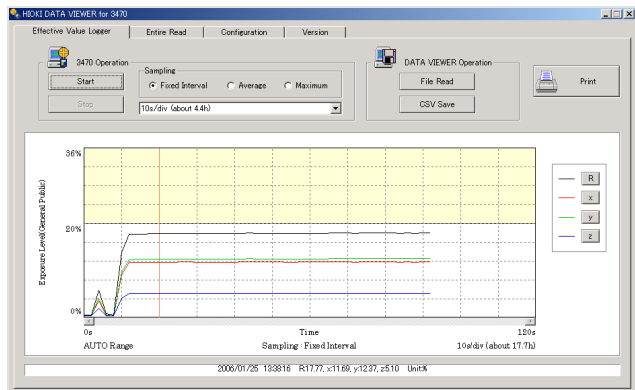 HIOKI DATA VIEWER for 3470
Effective Value Logger
Entire Read
Configuration
Version
3470 Operation
Start
Stop
Sampling
Fixed Interval
Average
Maximum
10s/div (about 4.4h)
DATA VIEWER Operation
File Read
CSV Save
Print
36%
20%
0%
Exposure Level(General Public)
R
x
y
z
0s
Time
120s
AUTO Range
Sampling : Fixed Interval
10s/div (about 17.7h)
2006/01/25 13:38:16 R:17.77, x:11.69, y:12.37, z:5.10 Unit:%